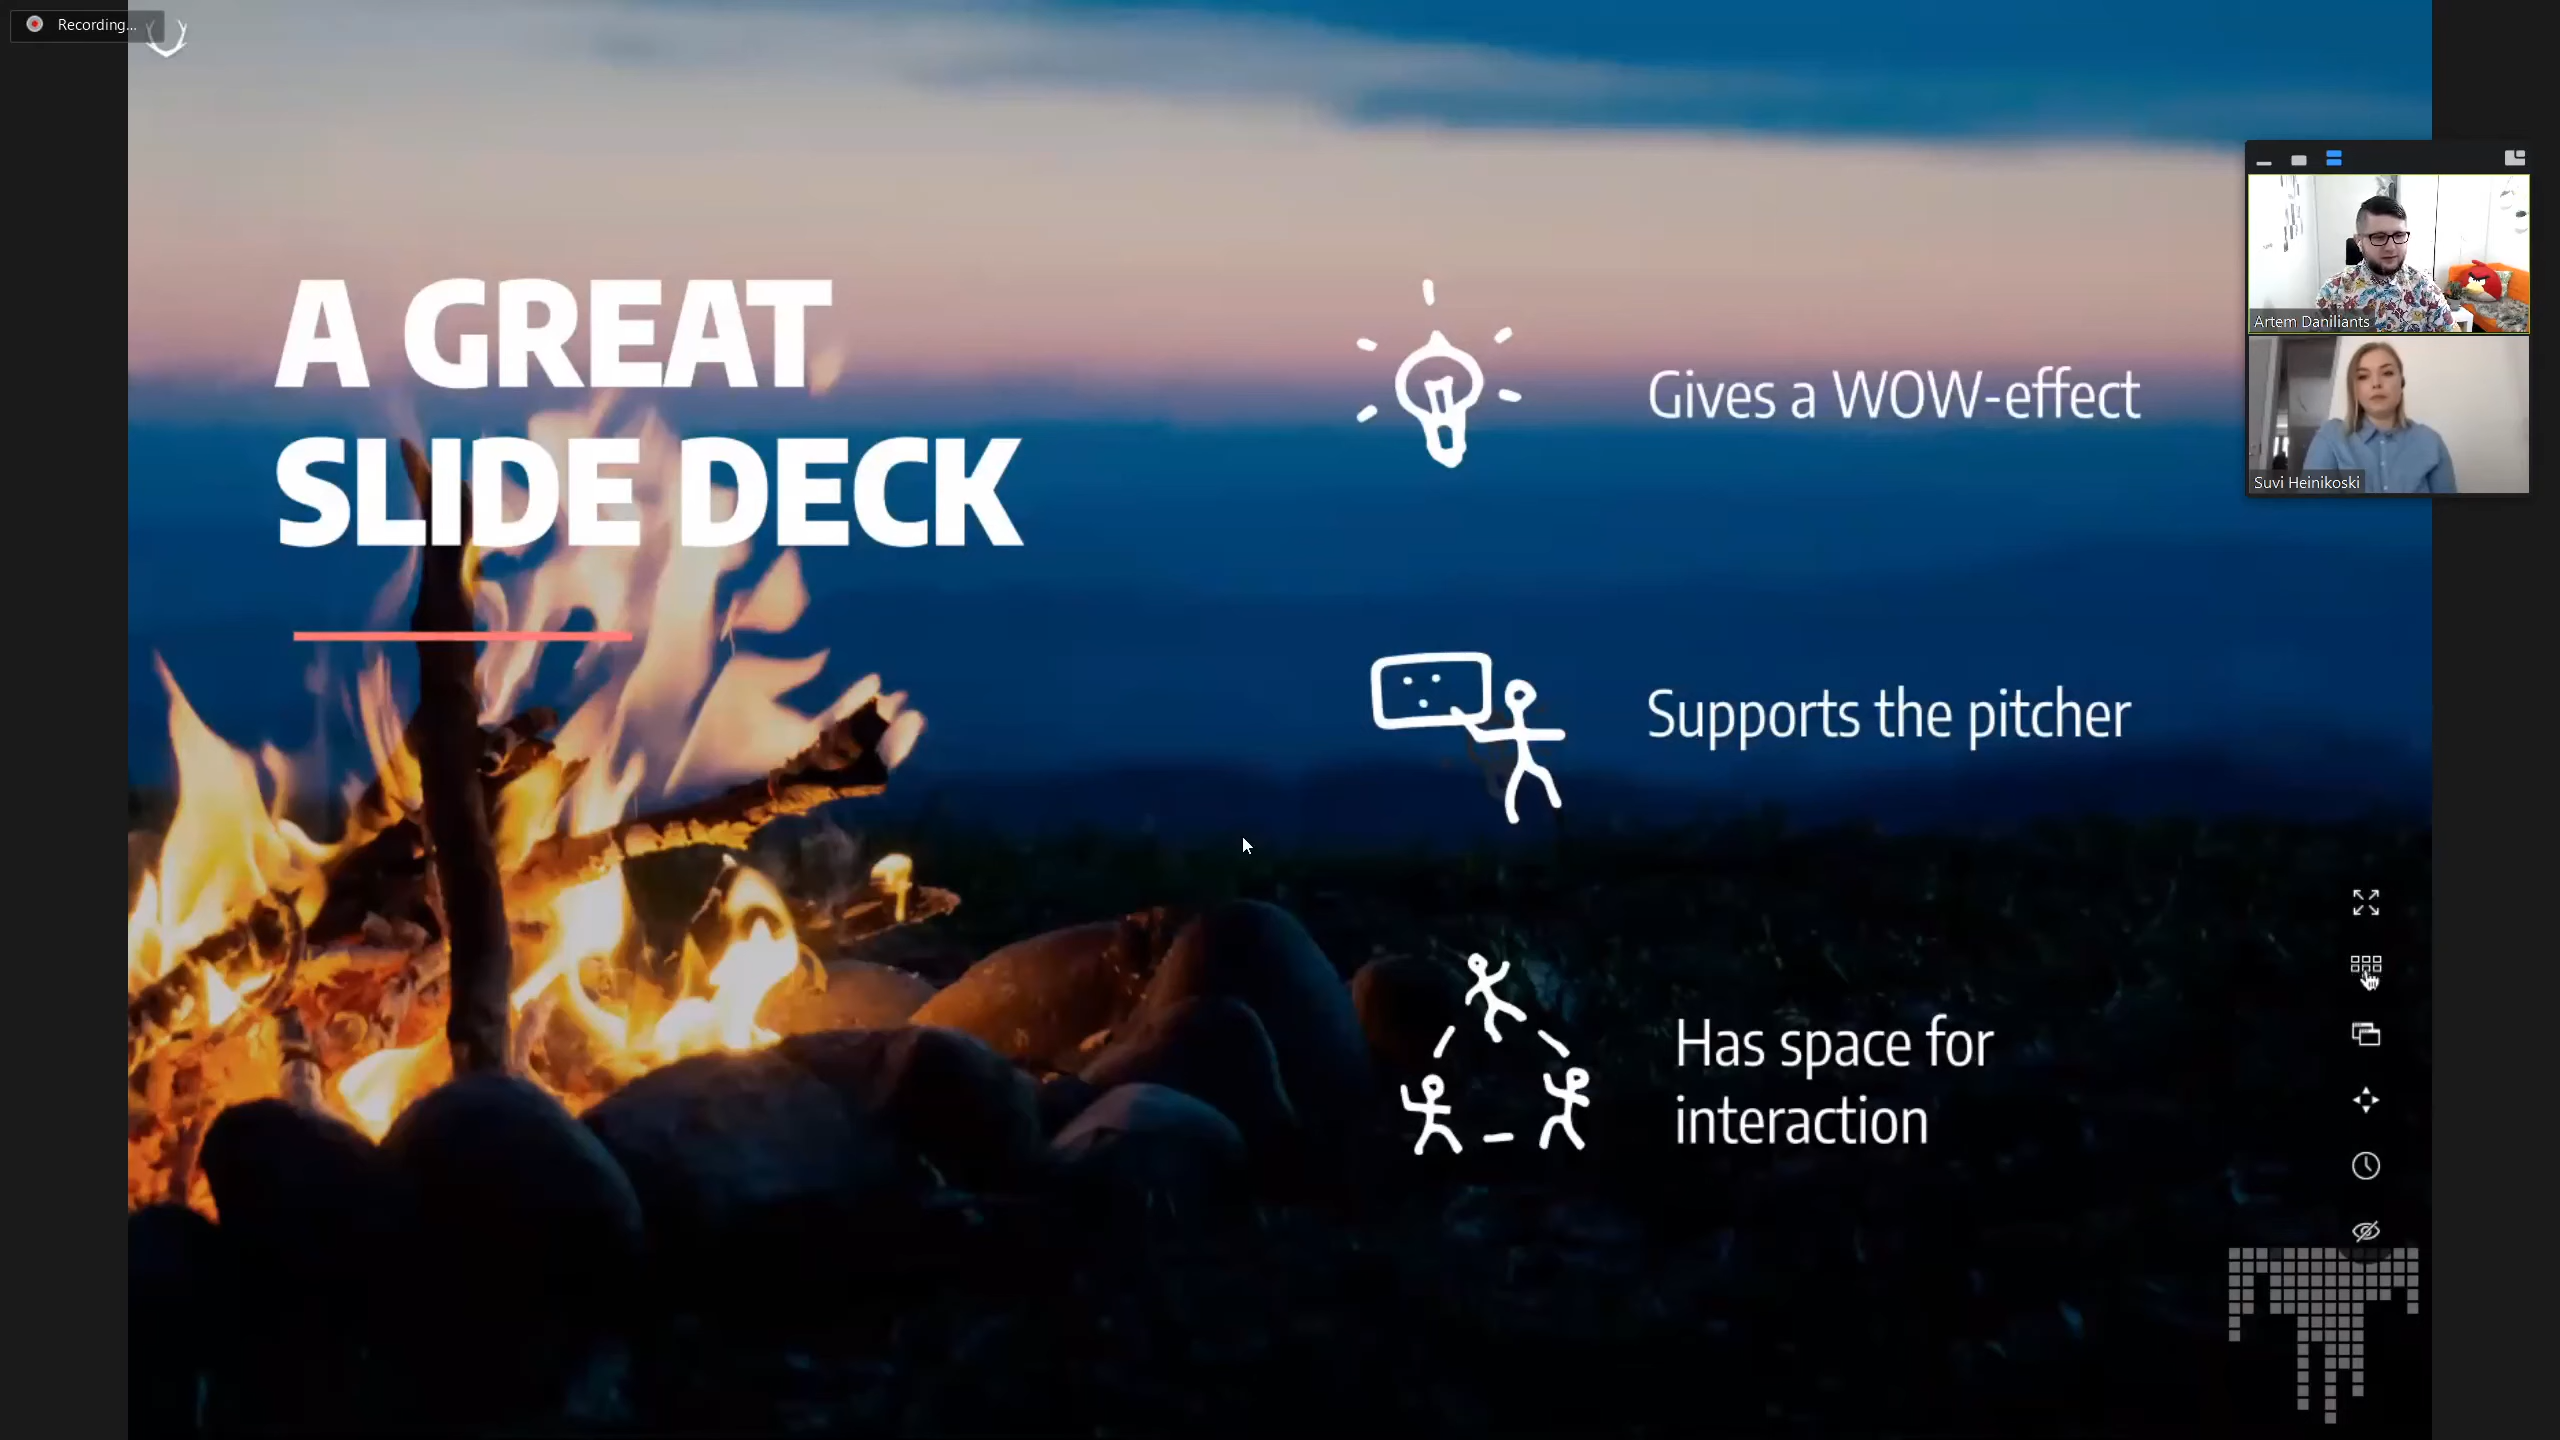 Recording...
A GREAT
SLIDE DECK
Gives a WOW-effect
Supports the pitcher
Has space for
interaction
Artem Daniliants
Suvi Heinikoski